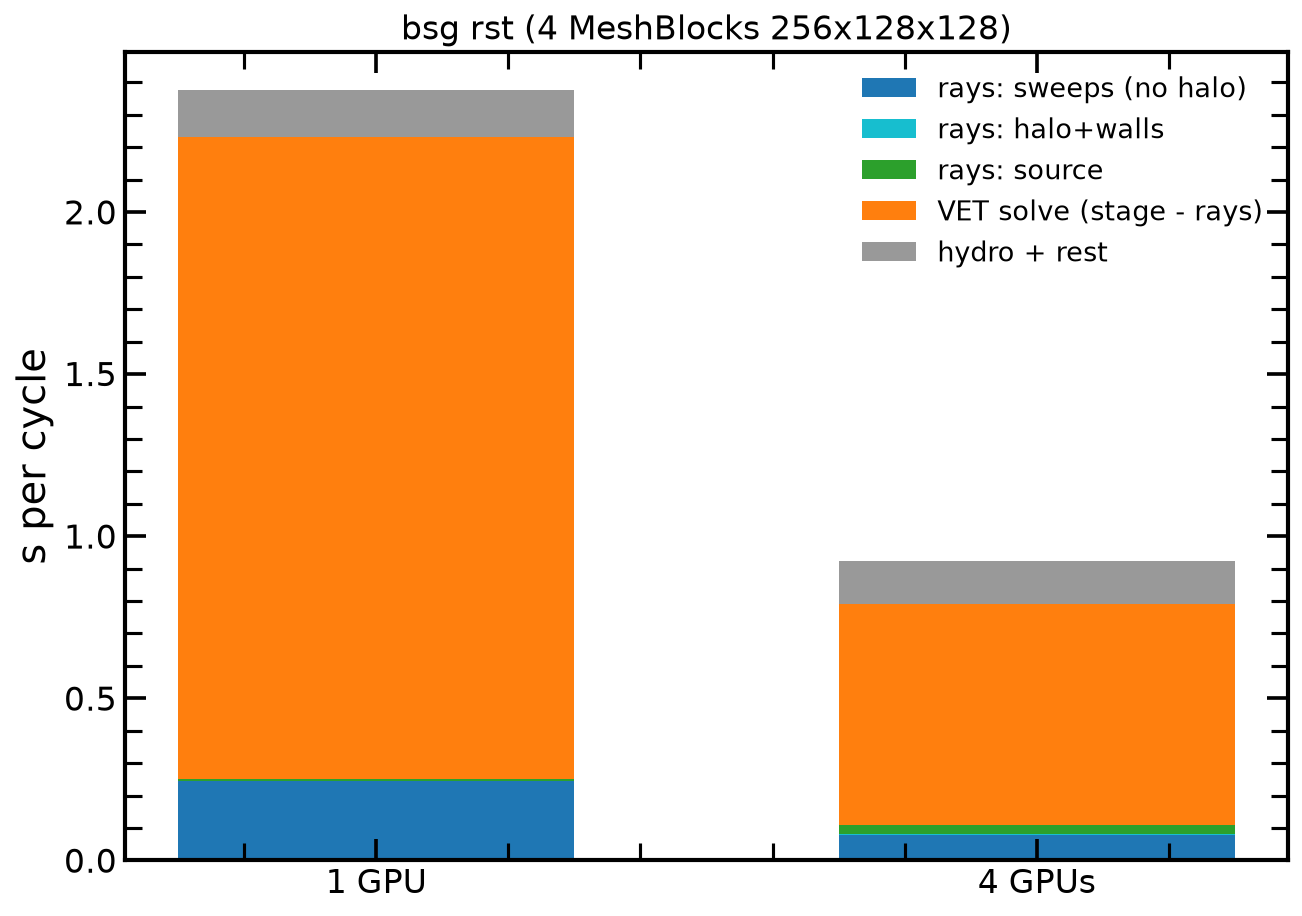 bsg rst (4 MeshBlocks 256x128x128)
rays: sweeps (no halo)
rays: halo+walls
rays: source
VET solve (stage - rays)
hydro + rest
s per cycle
2.0
1.5
1.0
0.5
0.0
1 GPU
4 GPUs